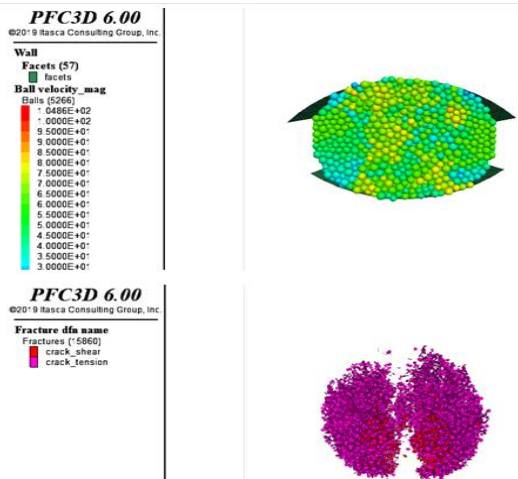 PFC3D 6.00
©2019 Itasca Consulting Group, Inc.
Wall
Facets (57)
facets
Ball velocity_mag
Balls (5266)
1.0486E+02
1.0000E+02
9.5000E+01
9.0000E+01
8.5000E+01
8.0000E+01
7.5000E+01
7.0000E+01
6.5000E+01
6.0000E+01
5.5000E+01
5.0000E+01
4.5000E+01
4.0000E+01
3.5000E+01
3.0000E+01
PFC3D 6.00
©2019 Itasca Consulting Group, Inc.
Fracture dfn name
Fractures (15860)
crack_shear
crack_tension